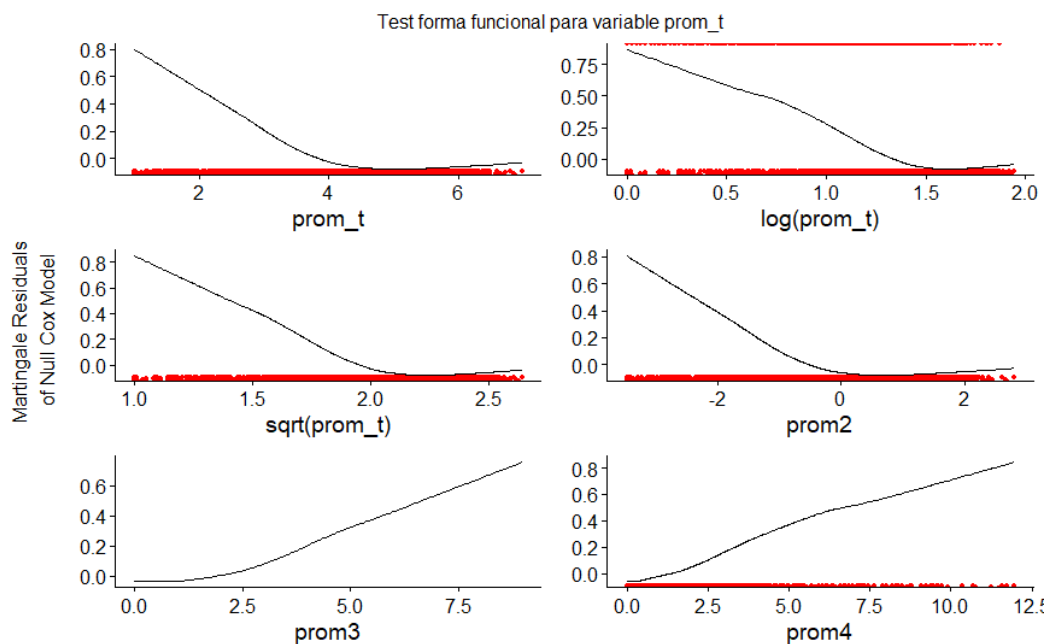 Test forma funcional para variable prom_t
Martingale Residuals
of Null Cox Model
0.8
0.6
0.4
0.2
0.0
2 4 6
prom_t
0.75
0.50
0.25
0.00
0.0 0.5 1.0 1.5 2.0
log(prom_t)
0.8
0.6
0.4
0.2
0.0
1.0 1.5 2.0 2.5
sqrt(prom_t)
0.8
0.6
0.4
0.2
0.0
-2 0 2
prom2
0.6
0.4
0.2
0.0
0.0 2.5 5.0 7.5
prom3
0.8
0.6
0.4
0.2
0.0
0.0 2.5 5.0 7.5 10.0 12.5
prom4